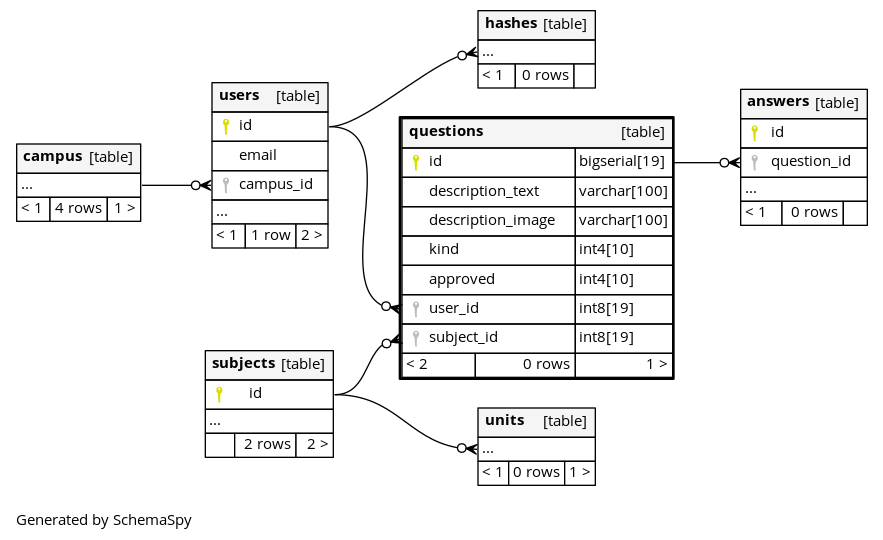 hashes [table]
...
< 1 0 rows
users [table]
id
email
campus_id
...
< 1 1 row 2 >
campus [table]
...
< 1 4 rows 1 >
questions [table]
id bigserial[19]
description_text varchar[100]
description_image varchar[100]
kind int4[10]
approved int4[10]
user_id int8[19]
subject_id int8[19]
< 2 0 rows 1 >
answers [table]
id
question_id
...
< 1 0 rows
subjects [table]
id
...
2 rows 2 >
units [table]
...
< 1 0 rows 1 >
Generated by SchemaSpy